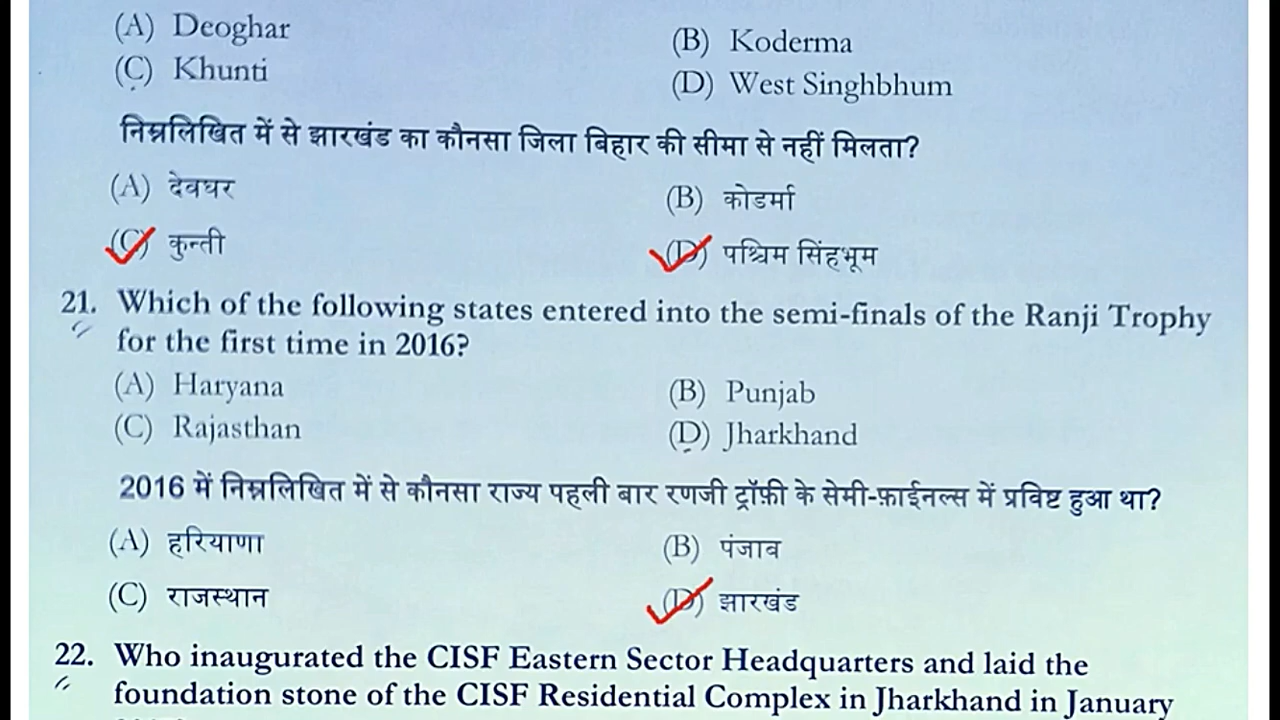 (A) Deoghar
(B) Koderma
(C) Khunti
(D) West Singhbhum
निम्नलिखित में से झारखंड का कौनसा जिला बिहार की सीमा से नहीं मिलता?
(A) देवघर
(B) कोडर्मा
(C) कुन्ती
(D) पश्चिम सिंहभूम
21. Which of the following states entered into the semi-finals of the Ranji Trophy
for the first time in 2016?
(A) Haryana
(B) Punjab
(C) Rajasthan
(D) Jharkhand
2016 में निम्नलिखित में से कौनसा राज्य पहली बार रणजी ट्रॉफ़ी के सेमी-फ़ाईनल्स में प्रविष्ट हुआ था?
(A) हरियाणा
(B) पंजाब
(C) राजस्थान
(D) झारखंड
22. Who inaugurated the CISF Eastern Sector Headquarters and laid the
foundation stone of the CISF Residential Complex in Jharkhand in January